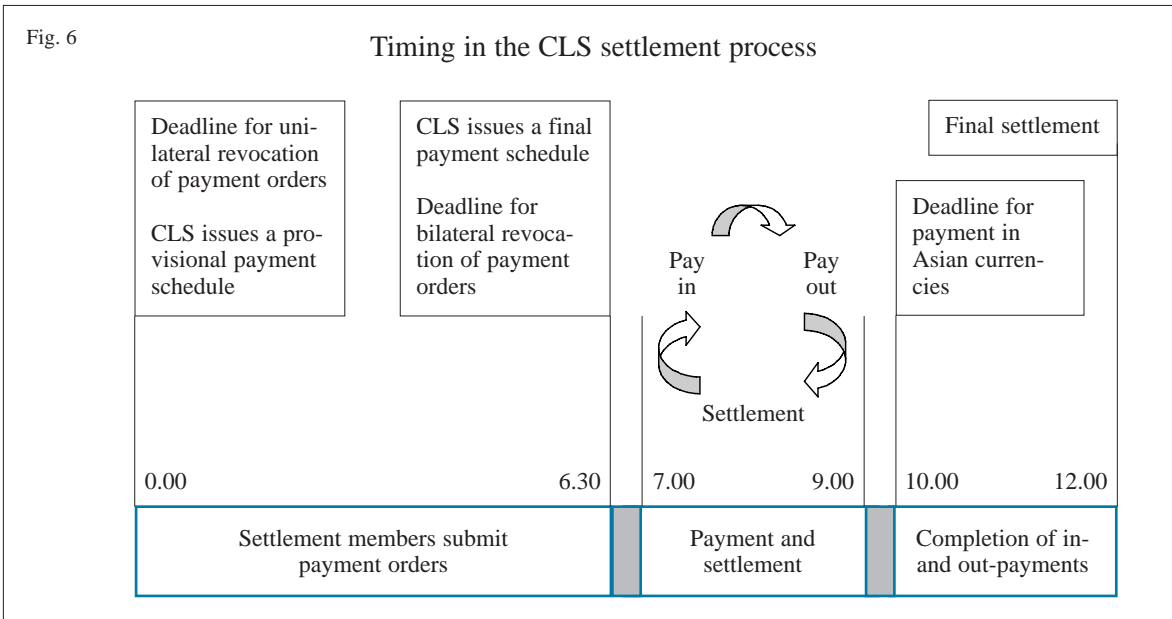 Fig. 6
Timing in the CLS settlement process
Deadline for uni-
lateral revocation
of payment orders
CLS issues a pro-
visional payment
schedule
CLS issues a final
payment schedule
Deadline for
bilateral revoca-
tion of payment
orders
Pay
in
Pay
out
Settlement
Final settlement
Deadline for
payment in
Asian curren-
cies
0.00
6.30
7.00
9.00
10.00
12.00
Settlement members submit
payment orders
Payment and
settlement
Completion of in-
and out-payments